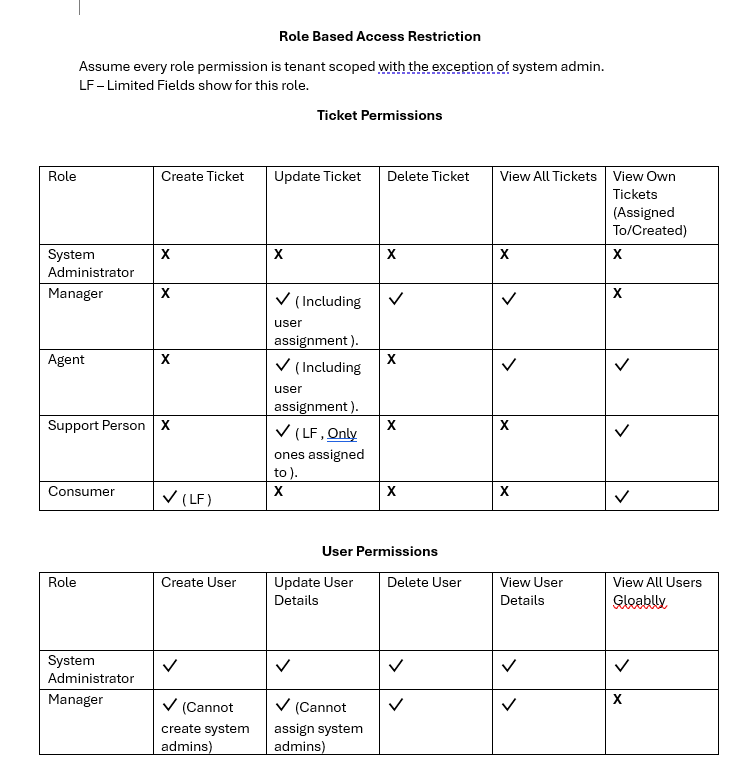 Role Based Access Restriction
Assume every role permission is tenant scoped with the exception of system admin.
LF – Limited Fields show for this role.
Ticket Permissions
Role
Create Ticket
Update Ticket
Delete Ticket
View All Tickets
View Own
Tickets
(Assigned
To/Created)
System
Administrator
X
X
X
X
X
Manager
X
✓ ( Including
user
assignment ).
✓
✓
X
Agent
X
✓ ( Including
user
assignment ).
X
✓
✓
Support Person
X
✓ ( LF , Only
ones assigned
to ).
X
X
✓
Consumer
✓ ( LF )
X
X
X
✓
User Permissions
Role
Create User
Update User
Details
Delete User
View User
Details
View All Users
Gloablly
System
Administrator
✓
✓
✓
✓
✓
Manager
✓ (Cannot
create system
admins)
✓ (Cannot
assign system
admins)
✓
✓
X